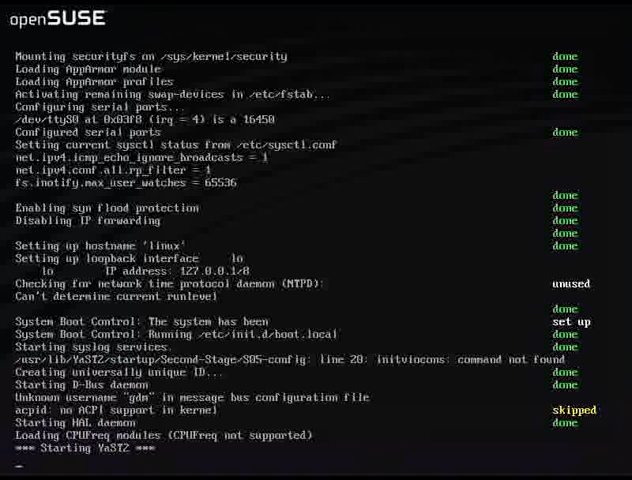 openSUSE
Mounting securityfs on /sys/kernel/security done
Loading AppArmor module done
Loading AppArmor profiles done
Activating remaining swap-devices in /etc/fstab... done
Configuring serial ports...
/dev/ttyS0 at 0x03f8 (irq = 4) is a 16450
Configured serial ports done
Setting current sysctl status from /etc/sysctl.conf
net.ipv4.icmp_echo_ignore_broadcasts = 1
net.ipv4.conf.all.rp_filter = 1
fs.inotify.max_user_watches = 65536
done
Enabling syn flood protection done
Disabling IP forwarding done
done
Setting up hostname 'linux' done
Setting up loopback interface lo
lo IP address: 127.0.0.1/8
Checking for network time protocol daemon (NTPD): unused
Can't determine current runlevel
done
System Boot Control: The system has been set up
System Boot Control: Running /etc/init.d/boot.local done
Starting syslog services done
/usr/lib/YaST2/startup/Second-Stage/S05-config: line 20: initviocons: command not found
Creating universally unique ID... done
Starting D-Bus daemon done
Unknown username "gdm" in message bus configuration file
acpid: no ACPI support in kernel skipped
Starting HAL daemon done
Loading CPUFreq modules (CPUFreq not supported)
*** Starting YaST2 ***
_